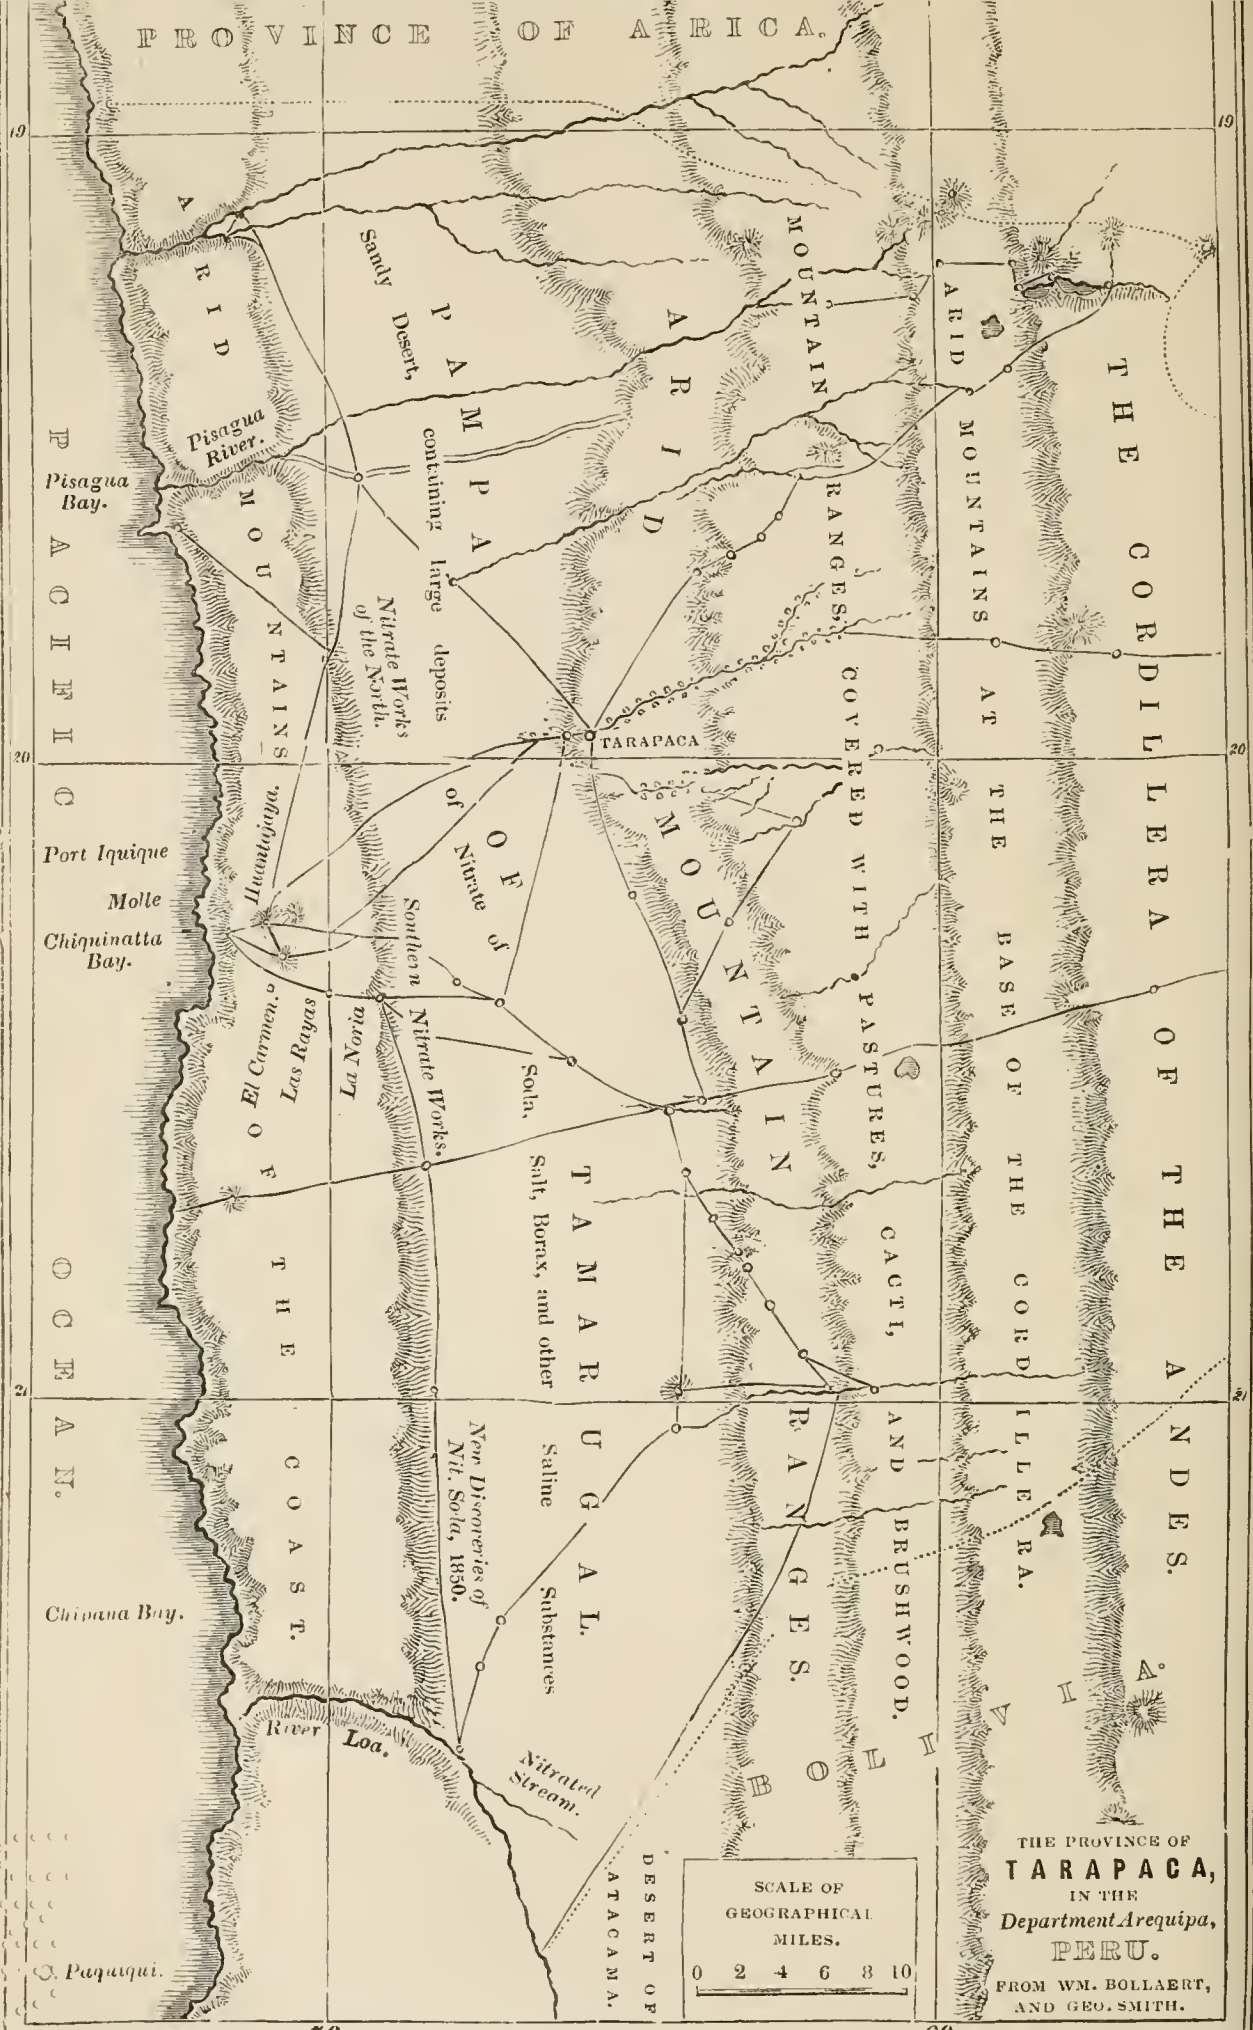 PROVINCE OF ARICA.
19
19
ARID MOUNTAINS OF THE COAST.
Sandy Desert, containing large deposits of Nitrate of Soda, Salt, Borax, and other Saline Substances
PAMPA OF TAMARUGAL.
ARID MOUNTAIN RANGES.
MOUNTAIN RANGES, COVERED WITH PASTURES, CACTI, AND BRUSHWOOD.
ARID MOUNTAINS AT THE BASE OF THE CORDILLERA.
THE CORDILLERA OF THE ANDES.
PACIFIC OCEAN.
Pisagua
River.
Pisagua
Bay.
Nitrate Works
of the North.
TARAPACA
20
20
Port Iquique
Molle
Chiquinatta
Bay.
Huantajaya.
El Carmen.
Las Rayas
La Noria
Southern Nitrate Works.
21
21
New Discoveries of
Nit. Soda, 1850.
Chipana Bay.
River Loa.
Nitrated
Stream.
BOLIVIA.
DESERT OF
ATACAMA.
Paquiqui.
SCALE OF
GEOGRAPHICAL
MILES.
0 2 4 6 8 10
THE PROVINCE OF
TARAPACA,
IN THE
Department Arequipa,
PERU.
FROM WM. BOLLAERT,
AND GEO. SMITH.